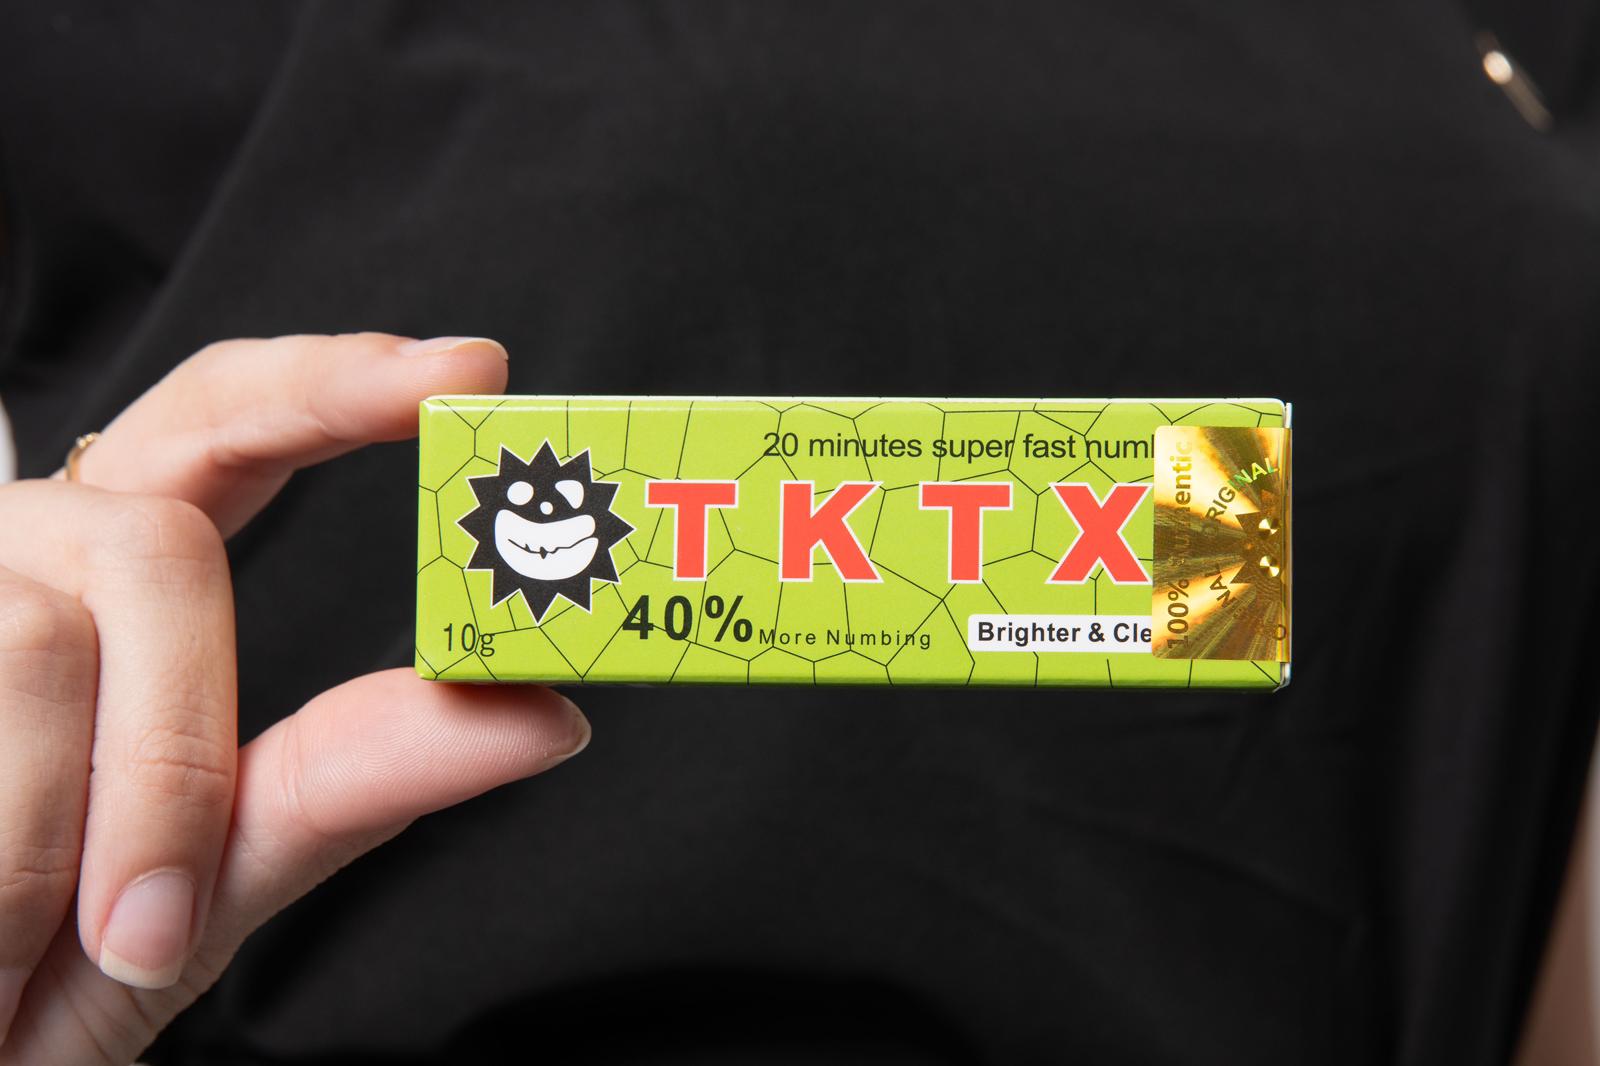 20 minutes super fast numb
TKTX
40% More Numbing
10g
Brighter & Cle
100% Authentic
ORIGINAL